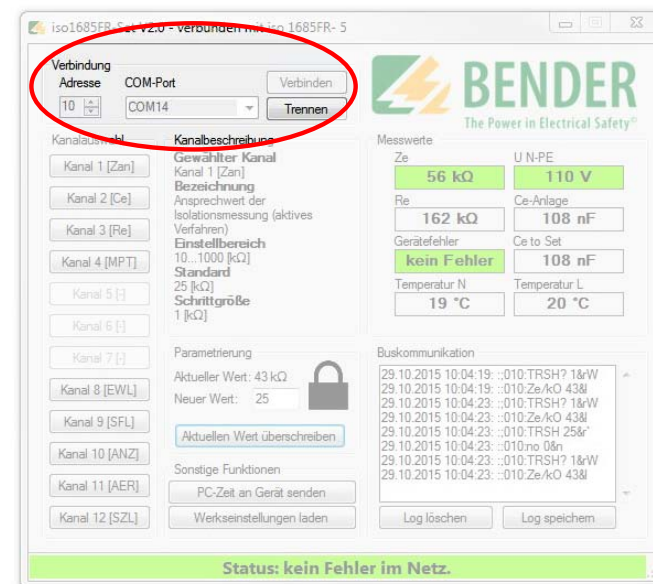 iso1685FR-Set V2.0 - verbunden mit iso 1685FR- 5
Verbindung
Adresse COM-Port
10
COM14
Verbinden
Trennen
BENDER
The Power in Electrical Safety©
Kanalauswahl
Kanal 1 [Zan]
Kanal 2 [Ce]
Kanal 3 [Re]
Kanal 4 [MPT]
Kanal 5 [-]
Kanal 6 [-]
Kanal 7 [-]
Kanal 8 [EWL]
Kanal 9 [SFL]
Kanal 10 [ANZ]
Kanal 11 [AER]
Kanal 12 [SZL]
Kanalbeschreibung
Gewählter Kanal
Kanal 1 [Zan]
Bezeichnung
Ansprechwert der
Isolationsmessung (aktives
Verfahren)
Einstellbereich
10...1000 [kΩ]
Standard
25 [kΩ]
Schrittgröße
1 [kΩ]
Parametrierung
Aktueller Wert: 43 kΩ
Neuer Wert: 25
Aktuellen Wert überschreiben
Sonstige Funktionen
PC-Zeit an Gerät senden
Werkseinstellungen laden
Messwerte
Ze U N-PE
56 kΩ 110 V
Re Ce-Anlage
162 kΩ 108 nF
Gerätefehler Ce to Set
kein Fehler 108 nF
Temperatur N Temperatur L
19 °C 20 °C
Buskommunikation
29.10.2015 10:04:19: :;010:TRSH? 1&rW
29.10.2015 10:04:19: ::010:Ze/kO 43&l
29.10.2015 10:04:23: :;010:TRSH? 1&rW
29.10.2015 10:04:23: ::010:Ze/kO 43&l
29.10.2015 10:04:23: :;010:TRSH 25&r`
29.10.2015 10:04:23: ::010:no 0&n
29.10.2015 10:04:23: :;010:TRSH? 1&rW
29.10.2015 10:04:23: ::010:Ze/kO 43&l
Log löschen
Log speichern
Status: kein Fehler im Netz.